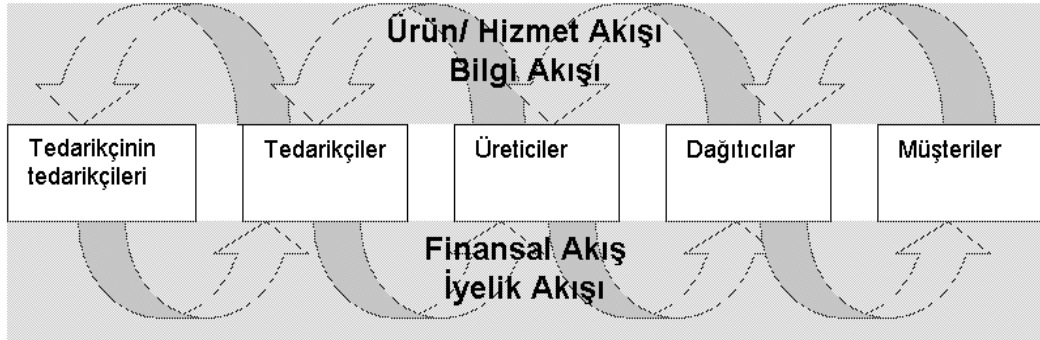 Ürün/ Hizmet Akışı
Bilgi Akışı
Tedarikçinin
tedarikçileri
Tedarikçiler
Üreticiler
Dağıtıcılar
Müşteriler
Finansal Akış
İyelik Akışı